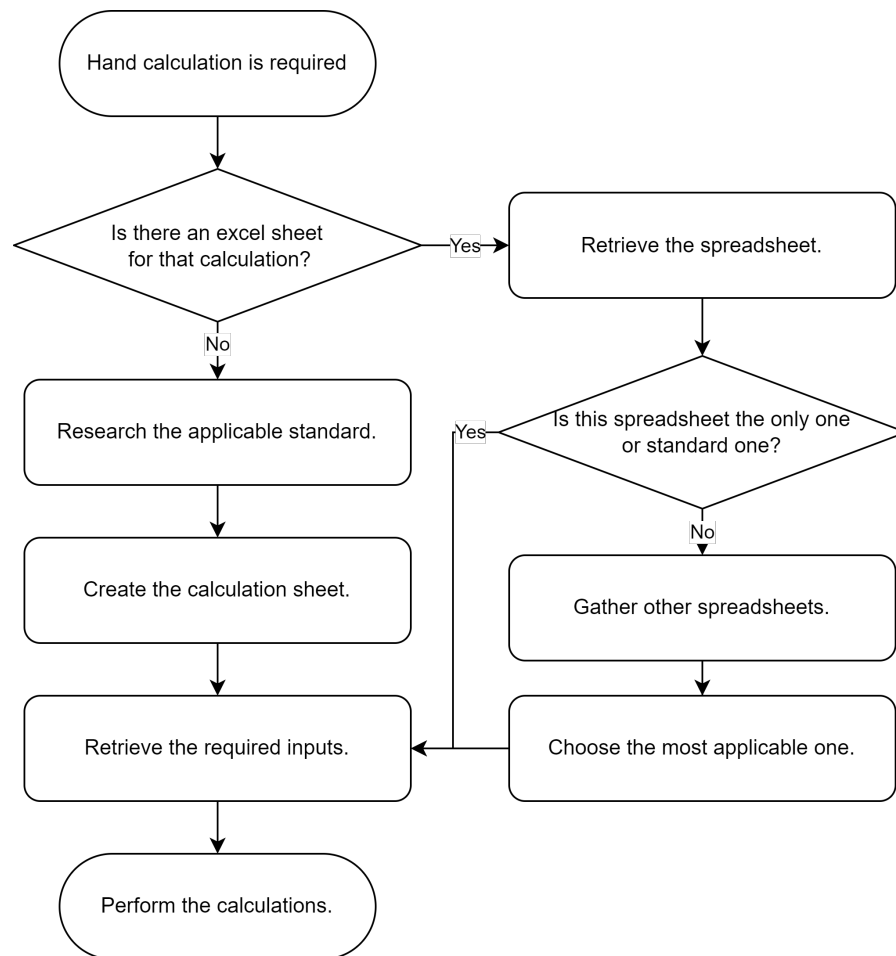 Hand calculation is required
Is there an excel sheet
for that calculation?
Yes
Retrieve the spreadsheet.
No
Research the applicable standard.
Is this spreadsheet the only one
or standard one?
Yes
No
Create the calculation sheet.
Gather other spreadsheets.
Retrieve the required inputs.
Choose the most applicable one.
Perform the calculations.